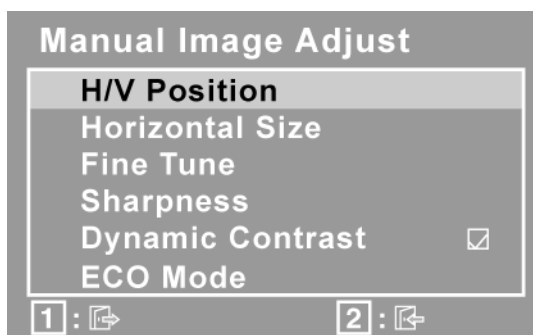 Manual Image Adjust
H/V Position
Horizontal Size
Fine Tune
Sharpness
Dynamic Contrast
ECO Mode
1 : 2 :